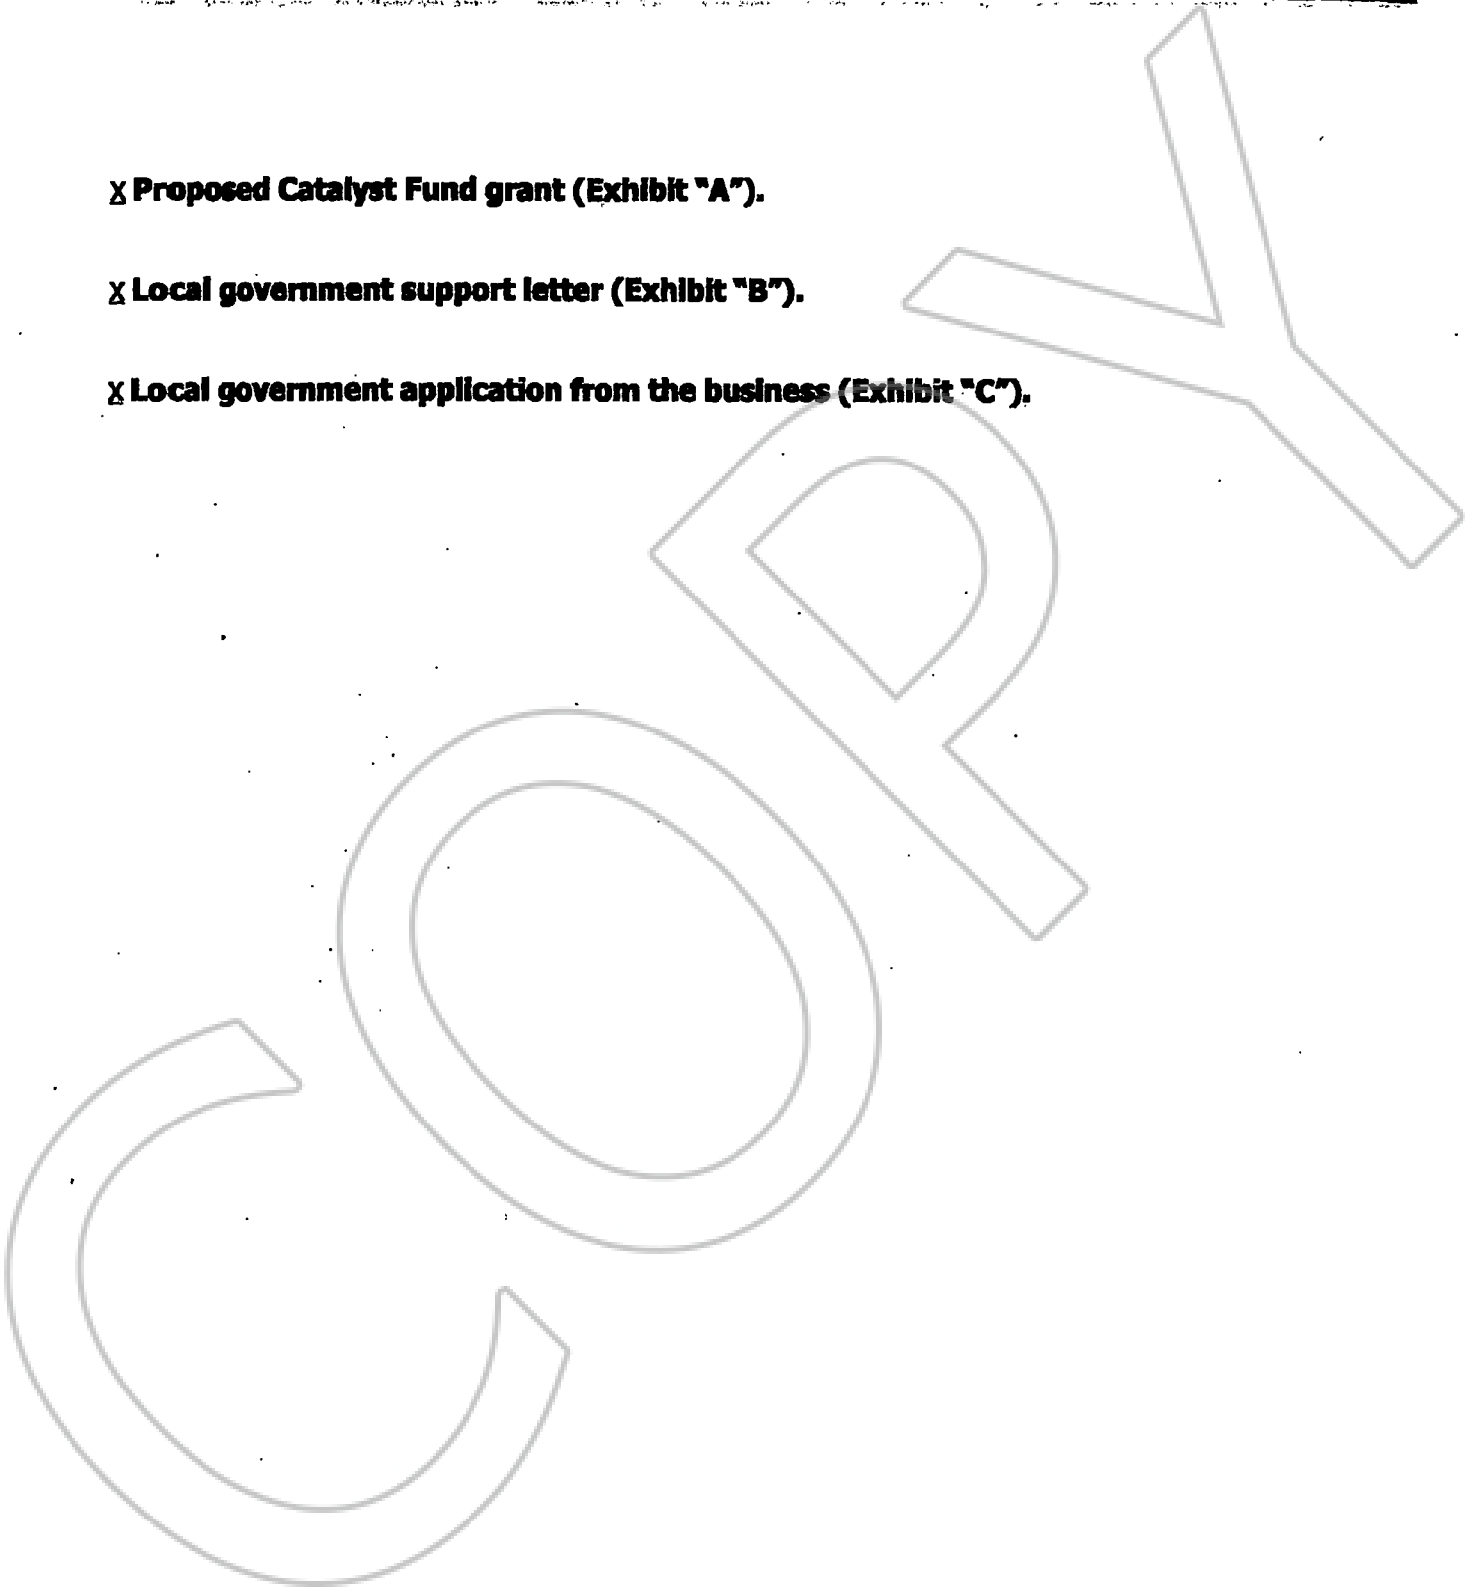 X Proposed Catalyst Fund grant (Exhibit "A").
X Local government support letter (Exhibit "B").
X Local government application from the business (Exhibit "C").
COPY